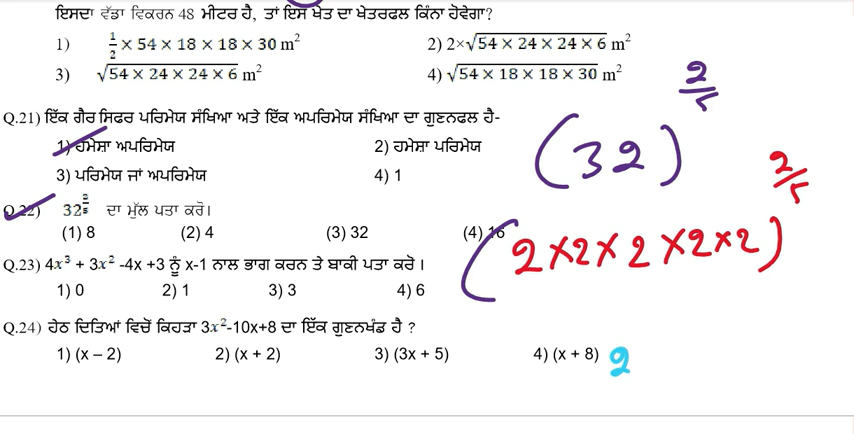 ਇਸਦਾ ਵੱਡਾ ਵਿਕਰਨ 48 ਮੀਟਰ ਹੈ, ਤਾਂ ਇਸ ਖੇਤ ਦਾ ਖੇਤਰਫਲ ਕਿੰਨਾ ਹੋਵੇਗਾ?
1) 1/2 × 54 × 18 × 18 × 30 m² 2) 2×√54 × 24 × 24 × 6 m²
3) √54 × 24 × 24 × 6 m² 4) √54 × 18 × 18 × 30 m²
Q.21) ਇੱਕ ਗੈਰ ਸਿਫਰ ਪਰਿਮੇਯ ਸੰਖਿਆ ਅਤੇ ਇੱਕ ਅਪਰਿਮੇਯ ਸੰਖਿਆ ਦਾ ਗੁਣਨਫਲ ਹੈ-
1) ਹਮੇਸ਼ਾ ਅਪਰਿਮੇਯ 2) ਹਮੇਸ਼ਾ ਪਰਿਮੇਯ
3) ਪਰਿਮੇਯ ਜਾਂ ਅਪਰਿਮੇਯ 4) 1
(32)^2/5
Q.22) 32^2/5 ਦਾ ਮੁੱਲ ਪਤਾ ਕਰੋ।
(1) 8 (2) 4 (3) 32 (4) 16
(2×2×2×2×2)^2/5
Q.23) 4x³ + 3x² -4x +3 ਨੂੰ x-1 ਨਾਲ ਭਾਗ ਕਰਨ ਤੇ ਬਾਕੀ ਪਤਾ ਕਰੋ ।
1) 0 2) 1 3) 3 4) 6
Q.24) ਹੇਠ ਦਿਤਿਆਂ ਵਿਚੋਂ ਕਿਹੜਾ 3x²-10x+8 ਦਾ ਇੱਕ ਗੁਣਨਖੰਡ ਹੈ ?
1) (x – 2) 2) (x + 2) 3) (3x + 5) 4) (x + 8) 2